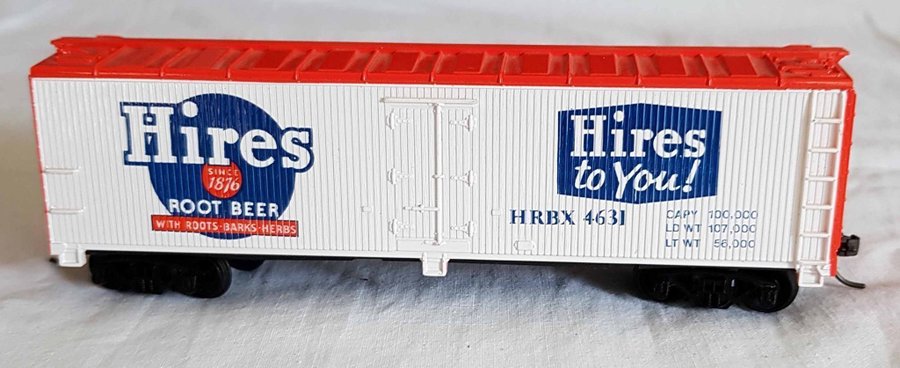 Hires
SINCE
1876
ROOT BEER
WITH ROOTS·BARKS·HERBS
Hires
to You!
HRBX 4631
CAPY 100,000
LD WT 107,000
LT WT 56,000